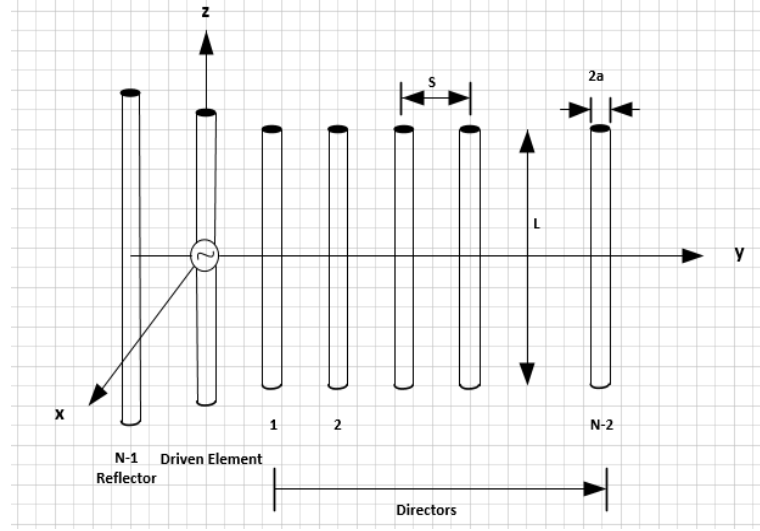 z
2a
S
L
y
x
1
2
N-2
N-1
Reflector
Driven Element
Directors